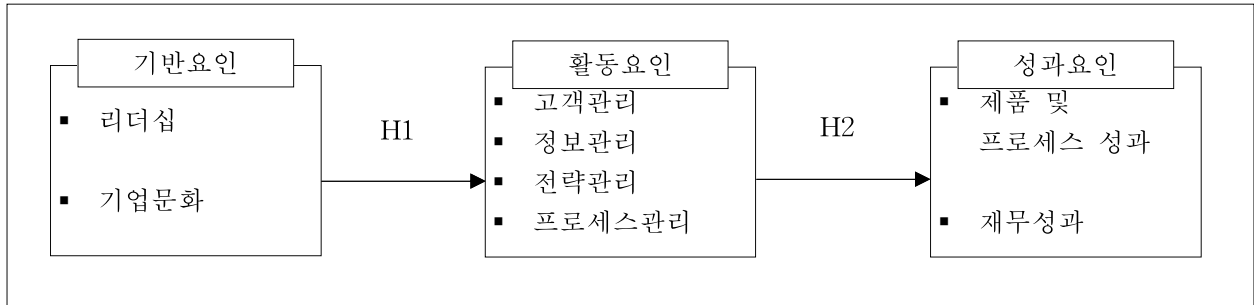 기반요인
■ 리더십
■ 기업문화
H1
활동요인
■ 고객관리
■ 정보관리
■ 전략관리
■ 프로세스관리
H2
성과요인
■ 제품 및
프로세스 성과
■ 재무성과